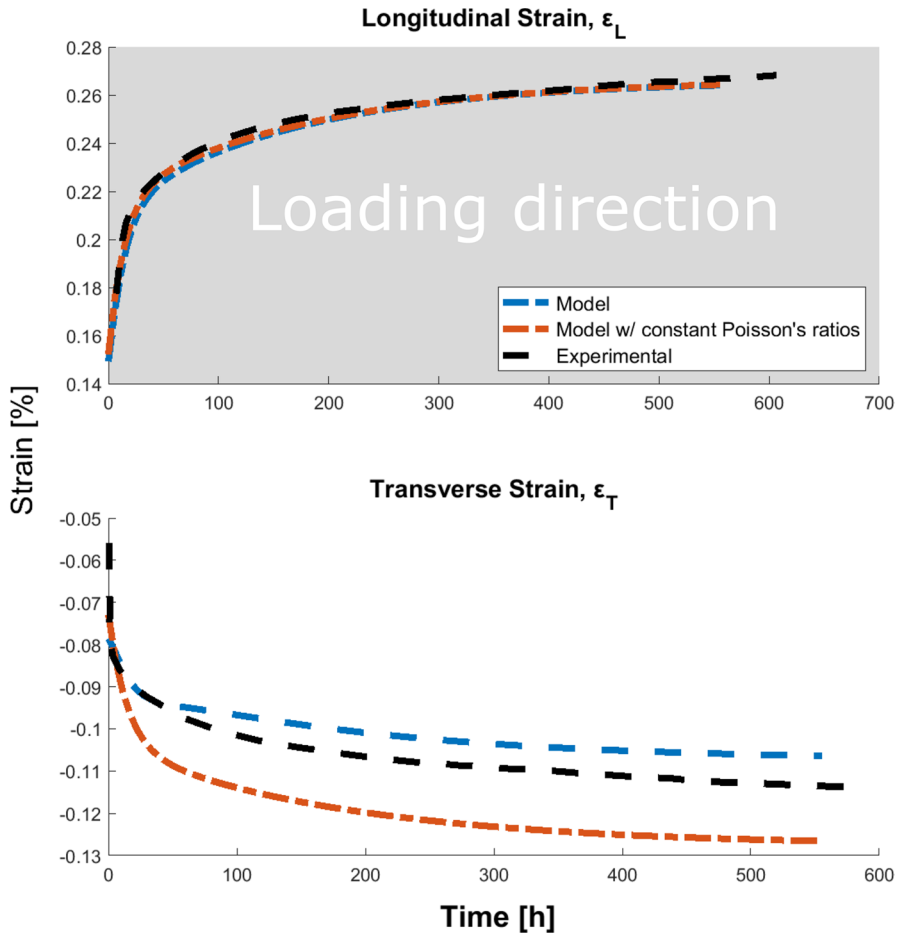 Longitudinal Strain, εL
0.28
0.26
0.24
0.22
0.2
0.18
0.16
0.14
Loading direction
Model
Model w/ constant Poisson's ratios
Experimental
0 100 200 300 400 500 600 700
Strain [%]
Transverse Strain, εT
-0.05
-0.06
-0.07
-0.08
-0.09
-0.1
-0.11
-0.12
-0.13
0 100 200 300 400 500 600
Time [h]